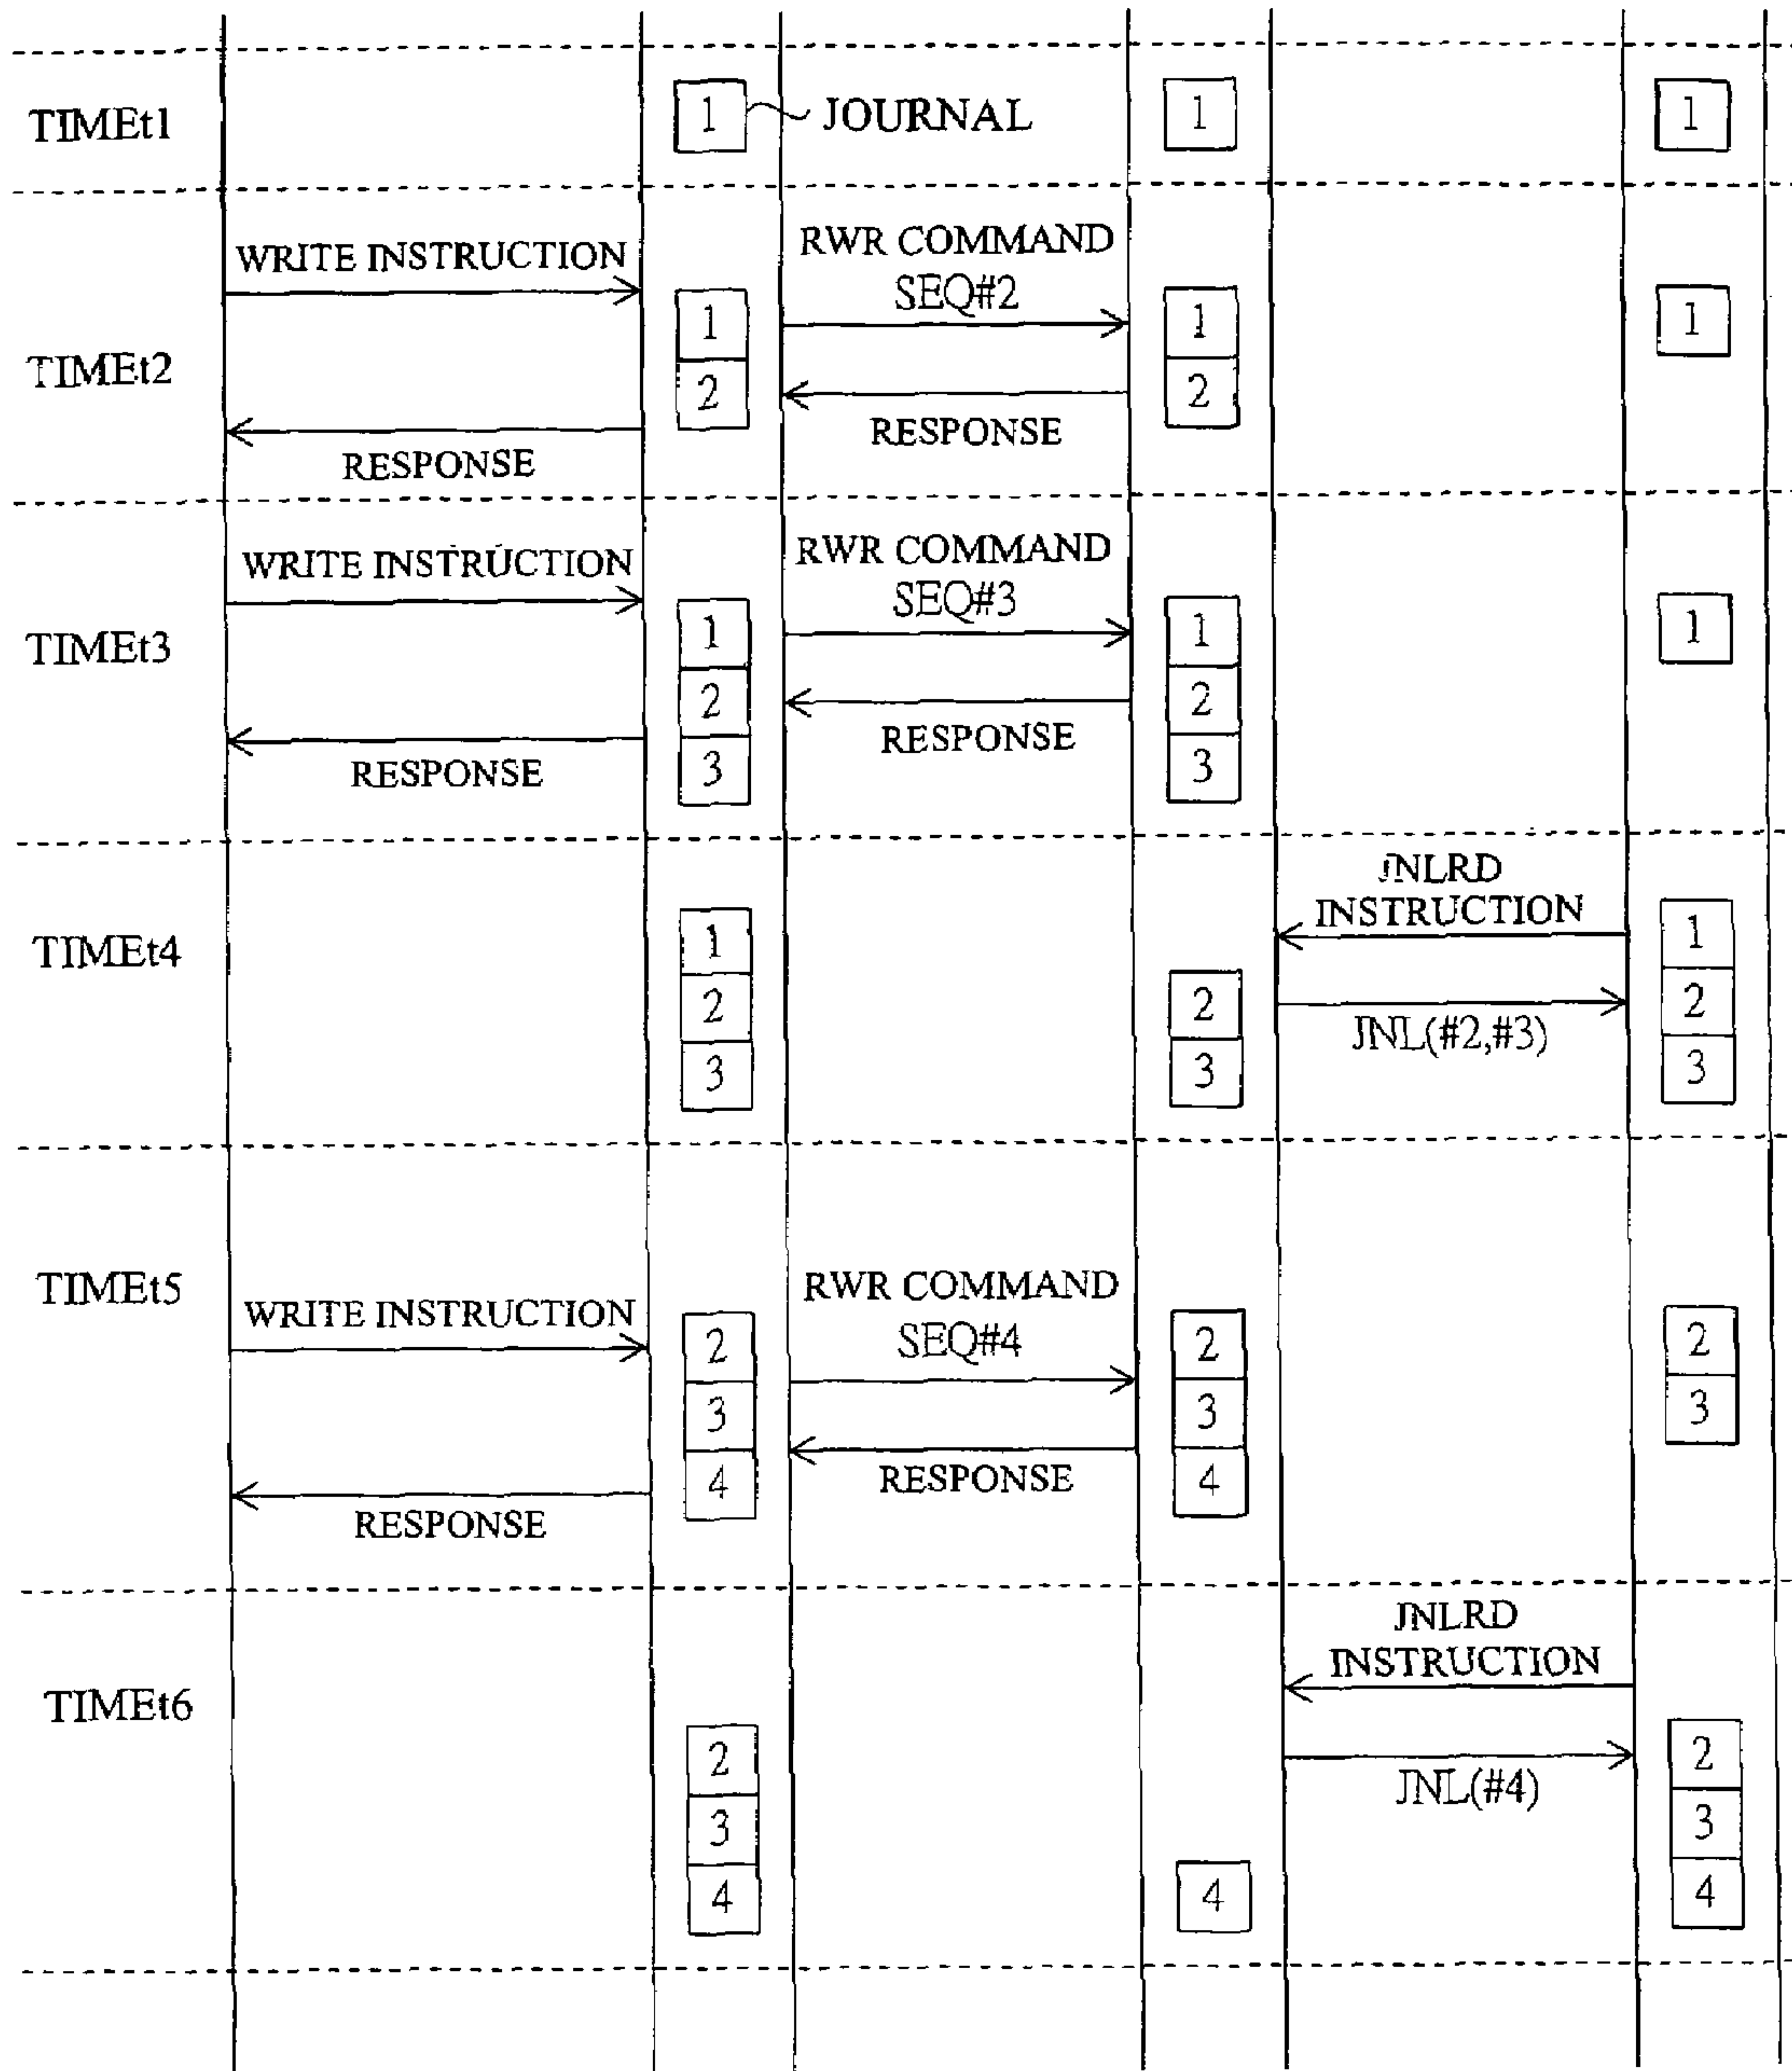 TIMEt1
1
JOURNAL
1
1
TIMEt2
WRITE INSTRUCTION
RWR COMMAND
SEQ#2
1
2
1
2
1
RESPONSE
RESPONSE
TIMEt3
WRITE INSTRUCTION
RWR COMMAND
SEQ#3
1
2
3
1
2
3
1
RESPONSE
RESPONSE
TIMEt4
1
2
3
2
3
JNLRD
INSTRUCTION
JNL(#2,#3)
1
2
3
TIMEt5
WRITE INSTRUCTION
RWR COMMAND
SEQ#4
2
3
4
2
3
4
2
3
RESPONSE
RESPONSE
TIMEt6
2
3
4
4
JNLRD
INSTRUCTION
JNL(#4)
2
3
4